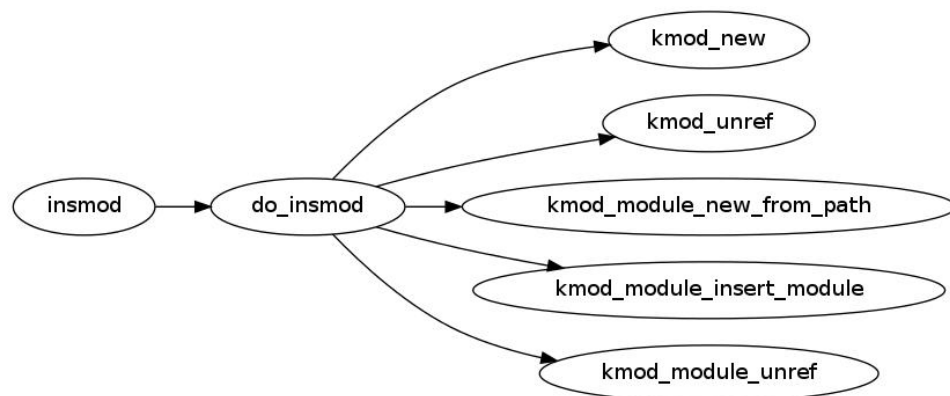 kmod_new
kmod_unref
insmod
do_insmod
kmod_module_new_from_path
kmod_module_insert_module
kmod_module_unref